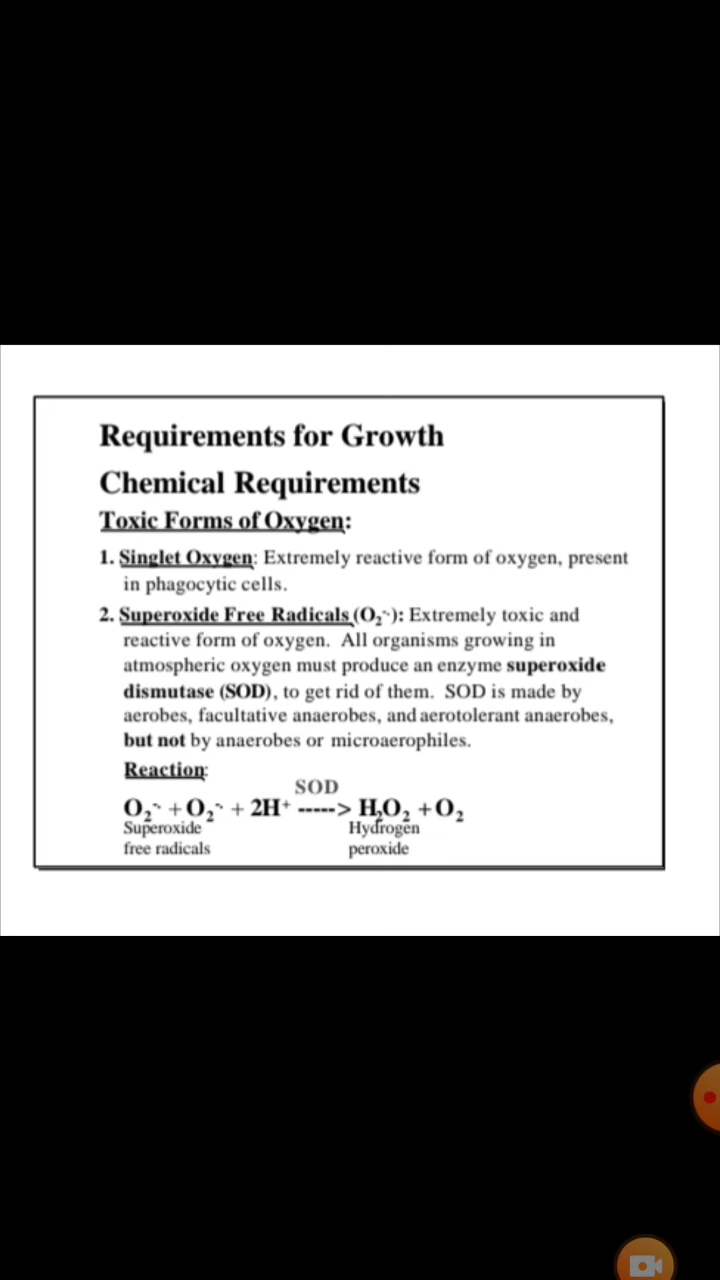 Requirements for Growth
Chemical Requirements
Toxic Forms of Oxygen:
1. Singlet Oxygen: Extremely reactive form of oxygen, present
in phagocytic cells.
2. Superoxide Free Radicals (O₂⁻·): Extremely toxic and
reactive form of oxygen. All organisms growing in
atmospheric oxygen must produce an enzyme superoxide
dismutase (SOD), to get rid of them. SOD is made by
aerobes, facultative anaerobes, and aerotolerant anaerobes,
but not by anaerobes or microaerophiles.
Reaction:
SOD
O₂⁻· + O₂⁻· + 2H⁺ -----> H₂O₂ + O₂
Superoxide Hydrogen
free radicals peroxide